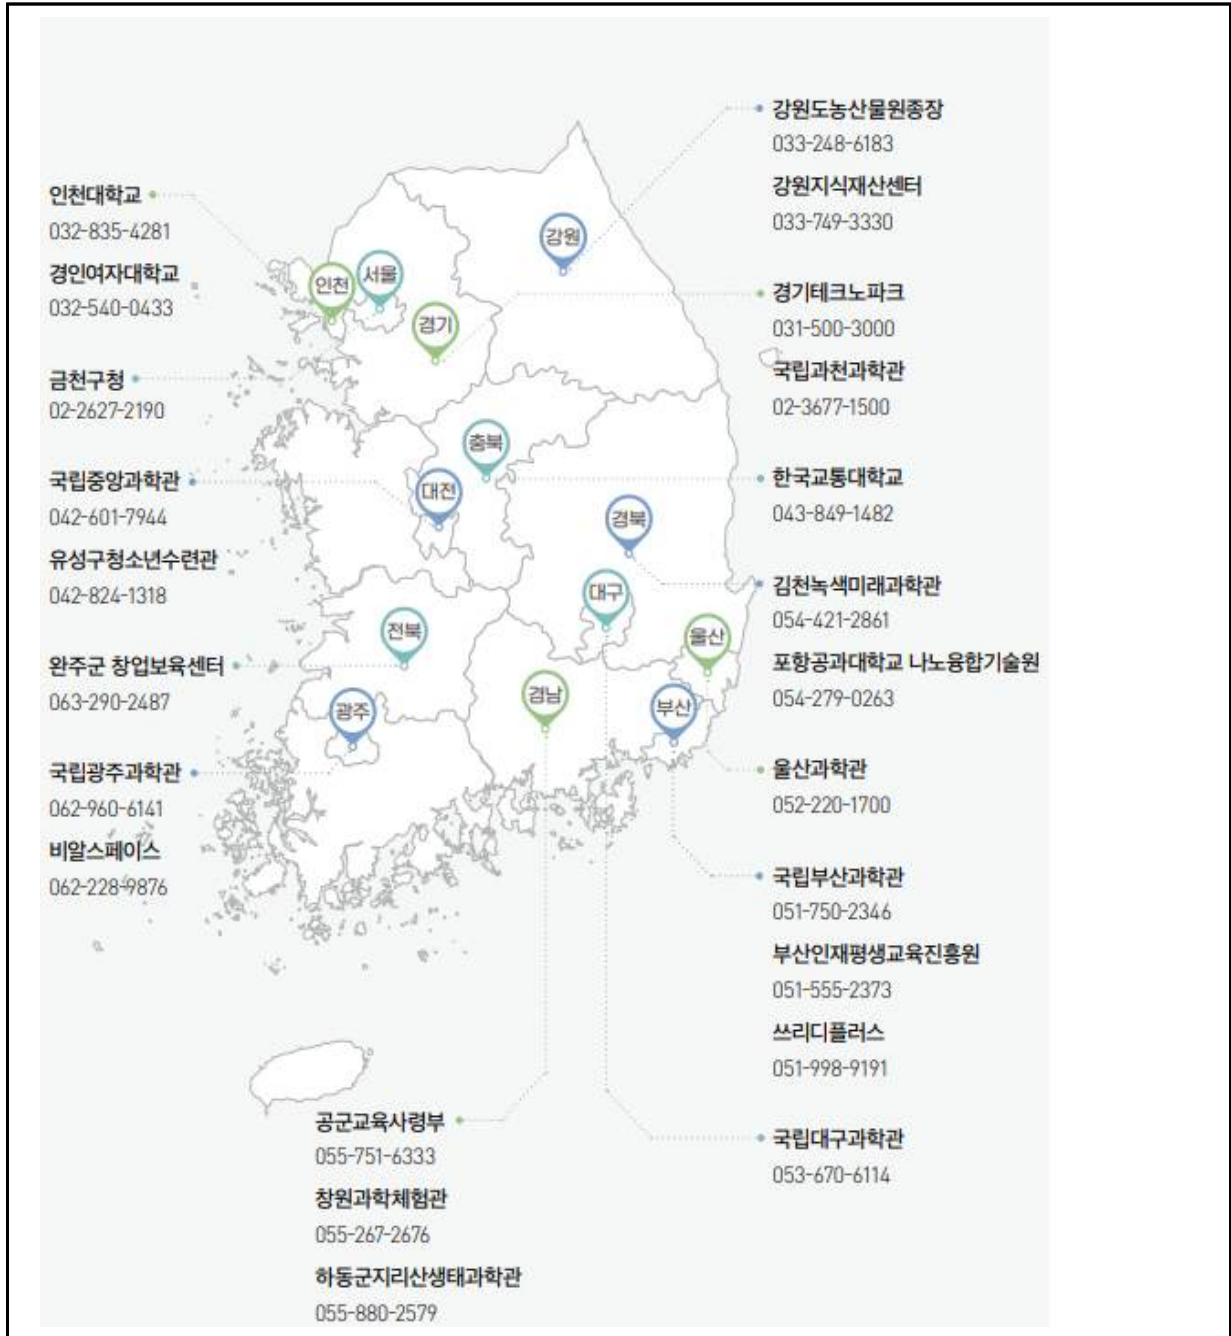 인천대학교
032-835-4281
경인여자대학교
032-540-0433
금천구청
02-2627-2190
국립중앙과학관
042-601-7944
유성구청소년수련관
042-824-1318
완주군 창업보육센터
063-290-2487
국립광주과학관
062-960-6141
비알스페이스
062-228-9876
인천
서울
경기
강원
충북
대전
경북
대구
전북
울산
경남
부산
광주
강원도농산물원종장
033-248-6183
강원지식재산센터
033-749-3330
경기테크노파크
031-500-3000
국립과천과학관
02-3677-1500
한국교통대학교
043-849-1482
김천녹색미래과학관
054-421-2861
포항공과대학교 나노융합기술원
054-279-0263
울산과학관
052-220-1700
국립부산과학관
051-750-2346
부산인재평생교육진흥원
051-555-2373
쓰리디플러스
051-998-9191
국립대구과학관
053-670-6114
공군교육사령부
055-751-6333
창원과학체험관
055-267-2676
하동군지리산생태과학관
055-880-2579